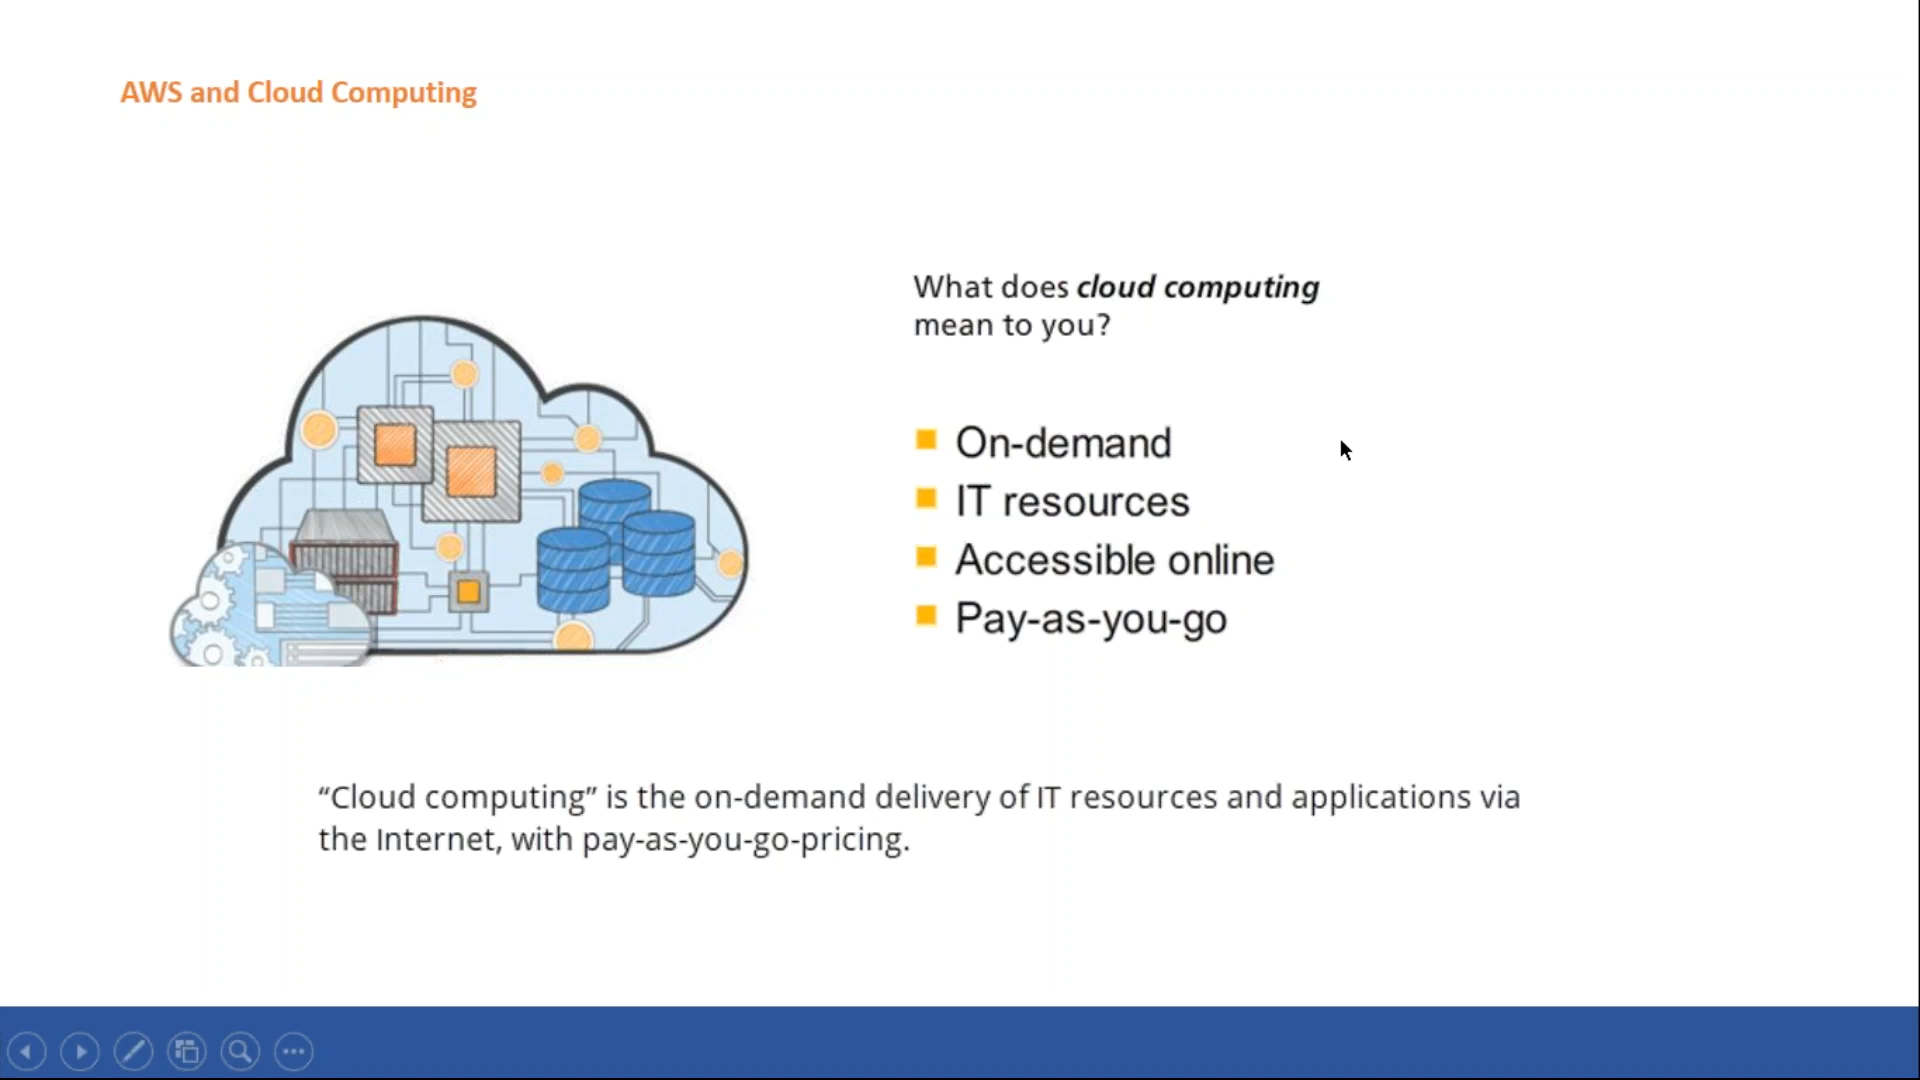 AWS and Cloud Computing
What does cloud computing
mean to you?
On-demand
IT resources
Accessible online
Pay-as-you-go
“Cloud computing” is the on-demand delivery of IT resources and applications via
the Internet, with pay-as-you-go-pricing.